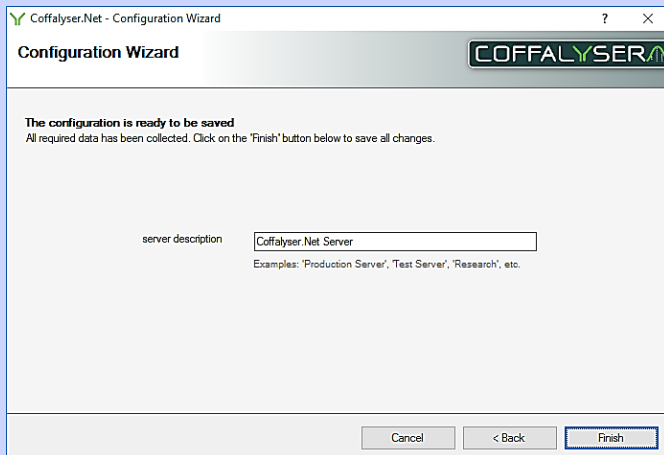 Coffalyser.Net - Configuration Wizard
Configuration Wizard
COFFALYSER
The configuration is ready to be saved
All required data has been collected. Click on the 'Finish' button below to save all changes.
server description
Coffalyser.Net Server
Examples: 'Production Server', 'Test Server', 'Research', etc.
Cancel
< Back
Finish